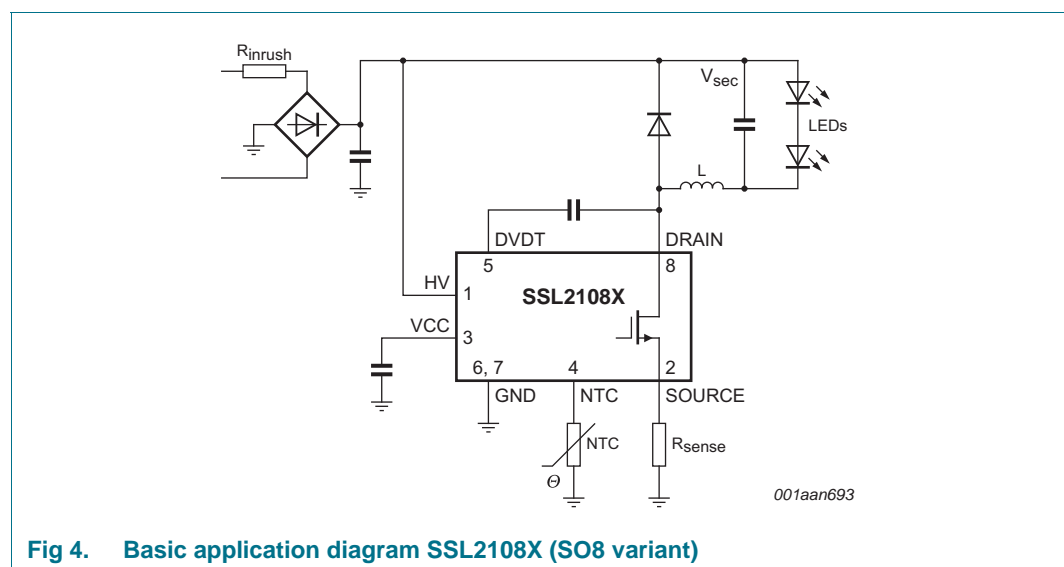 Rinrush
Vsec
LEDs
L
DVDT
DRAIN
5
8
HV
1
SSL2108X
VCC
3
6, 7
4
2
GND
NTC
SOURCE
NTC
Rsense
Θ
001aan693
Fig 4. Basic application diagram SSL2108X (SO8 variant)